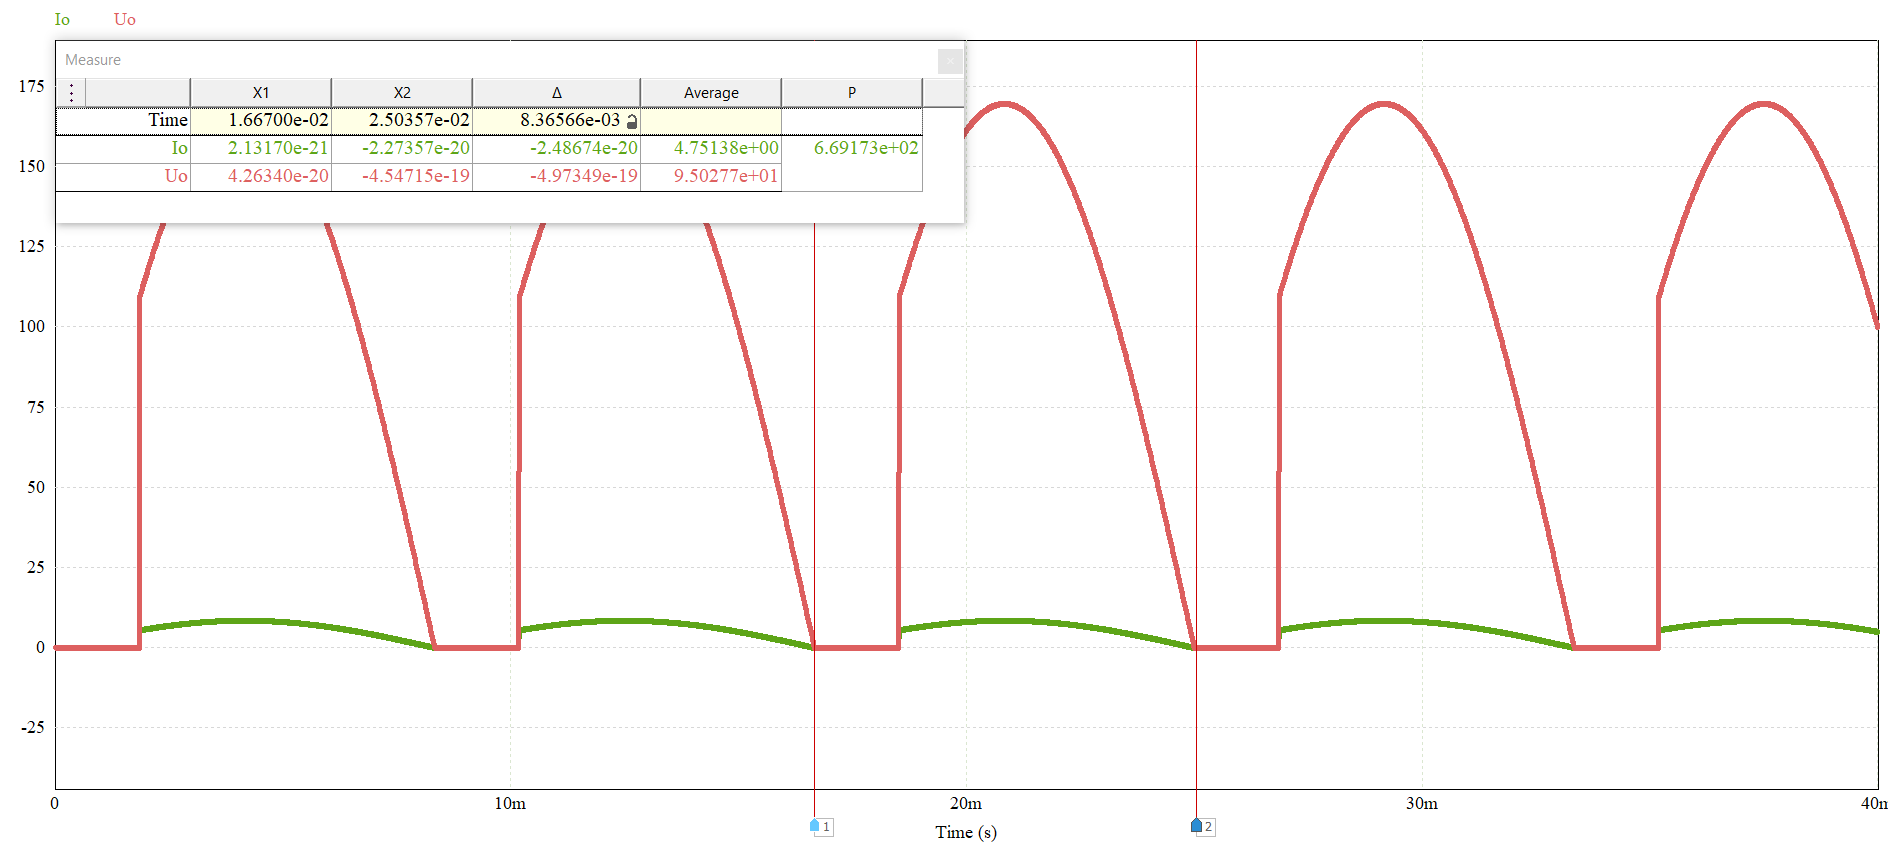 Io Uo
Measure
X1 X2 Δ Average P
Time 1.66700e-02 2.50357e-02 8.36566e-03
Io 2.13170e-21 -2.27357e-20 -2.48674e-20 4.75138e+00 6.69173e+02
Uo 4.26340e-20 -4.54715e-19 -4.97349e-19 9.50277e+01
175
150
125
100
75
50
25
0
-25
0 10m 20m 30m 40n
1 2
Time (s)